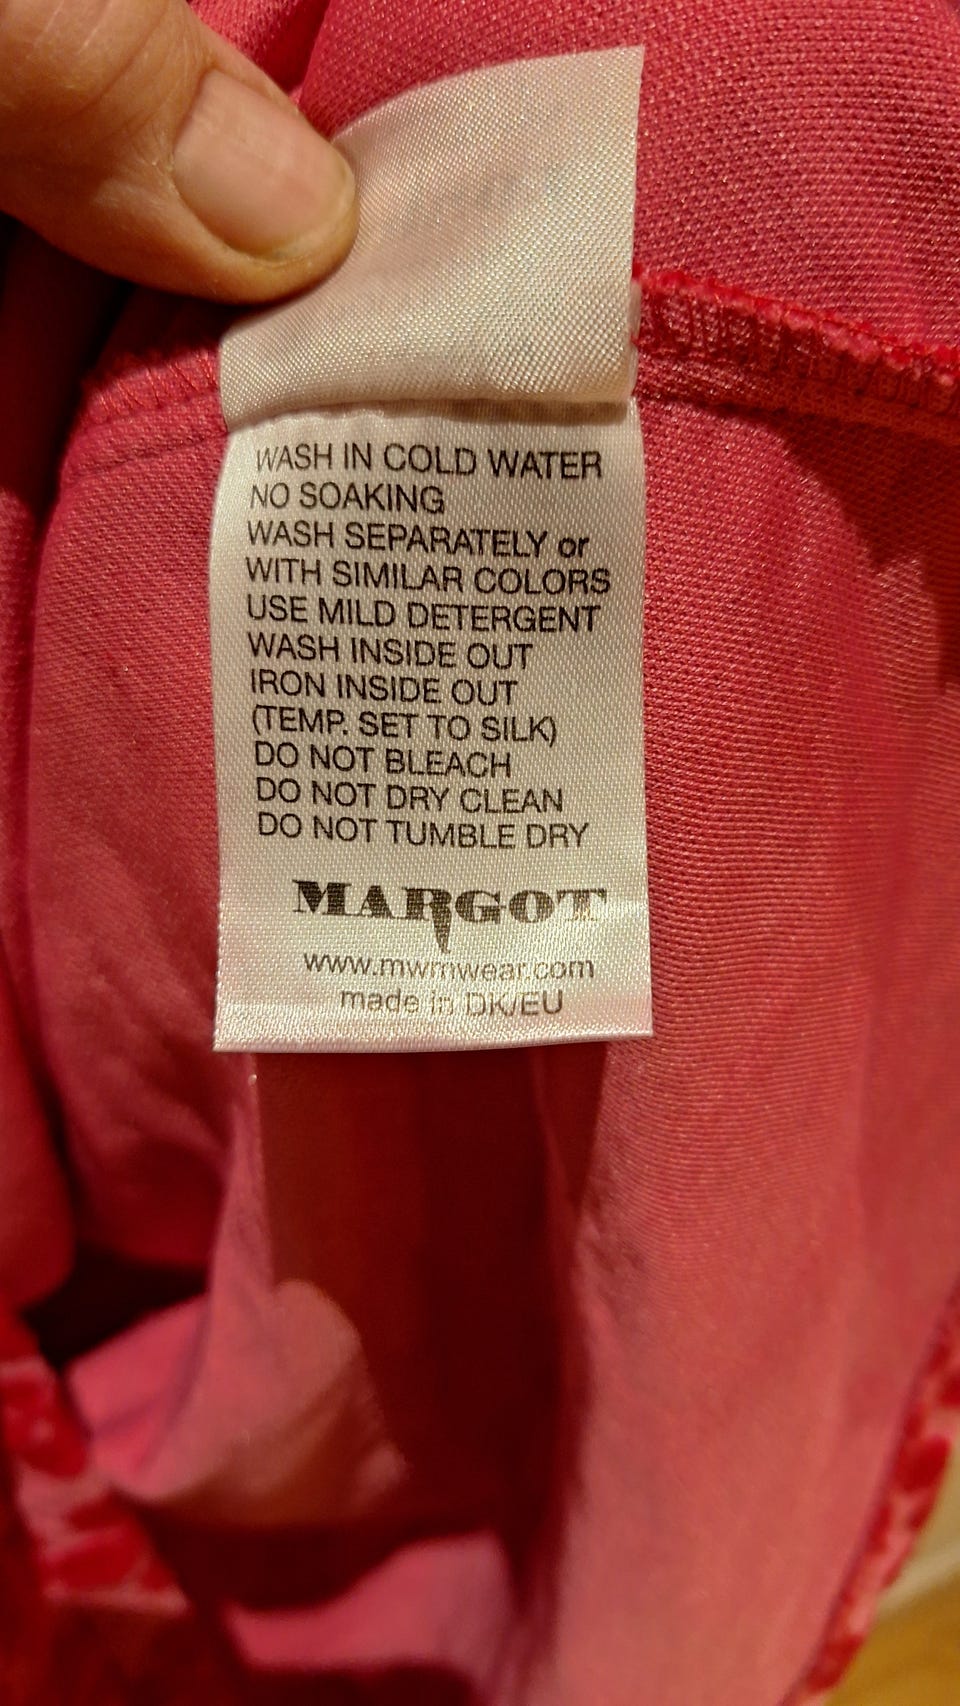 WASH IN COLD WATER
NO SOAKING
WASH SEPARATELY or
WITH SIMILAR COLORS
USE MILD DETERGENT
WASH INSIDE OUT
IRON INSIDE OUT
(TEMP. SET TO SILK)
DO NOT BLEACH
DO NOT DRY CLEAN
DO NOT TUMBLE DRY
MARGOT
www.mwmwear.com
made in DK/EU